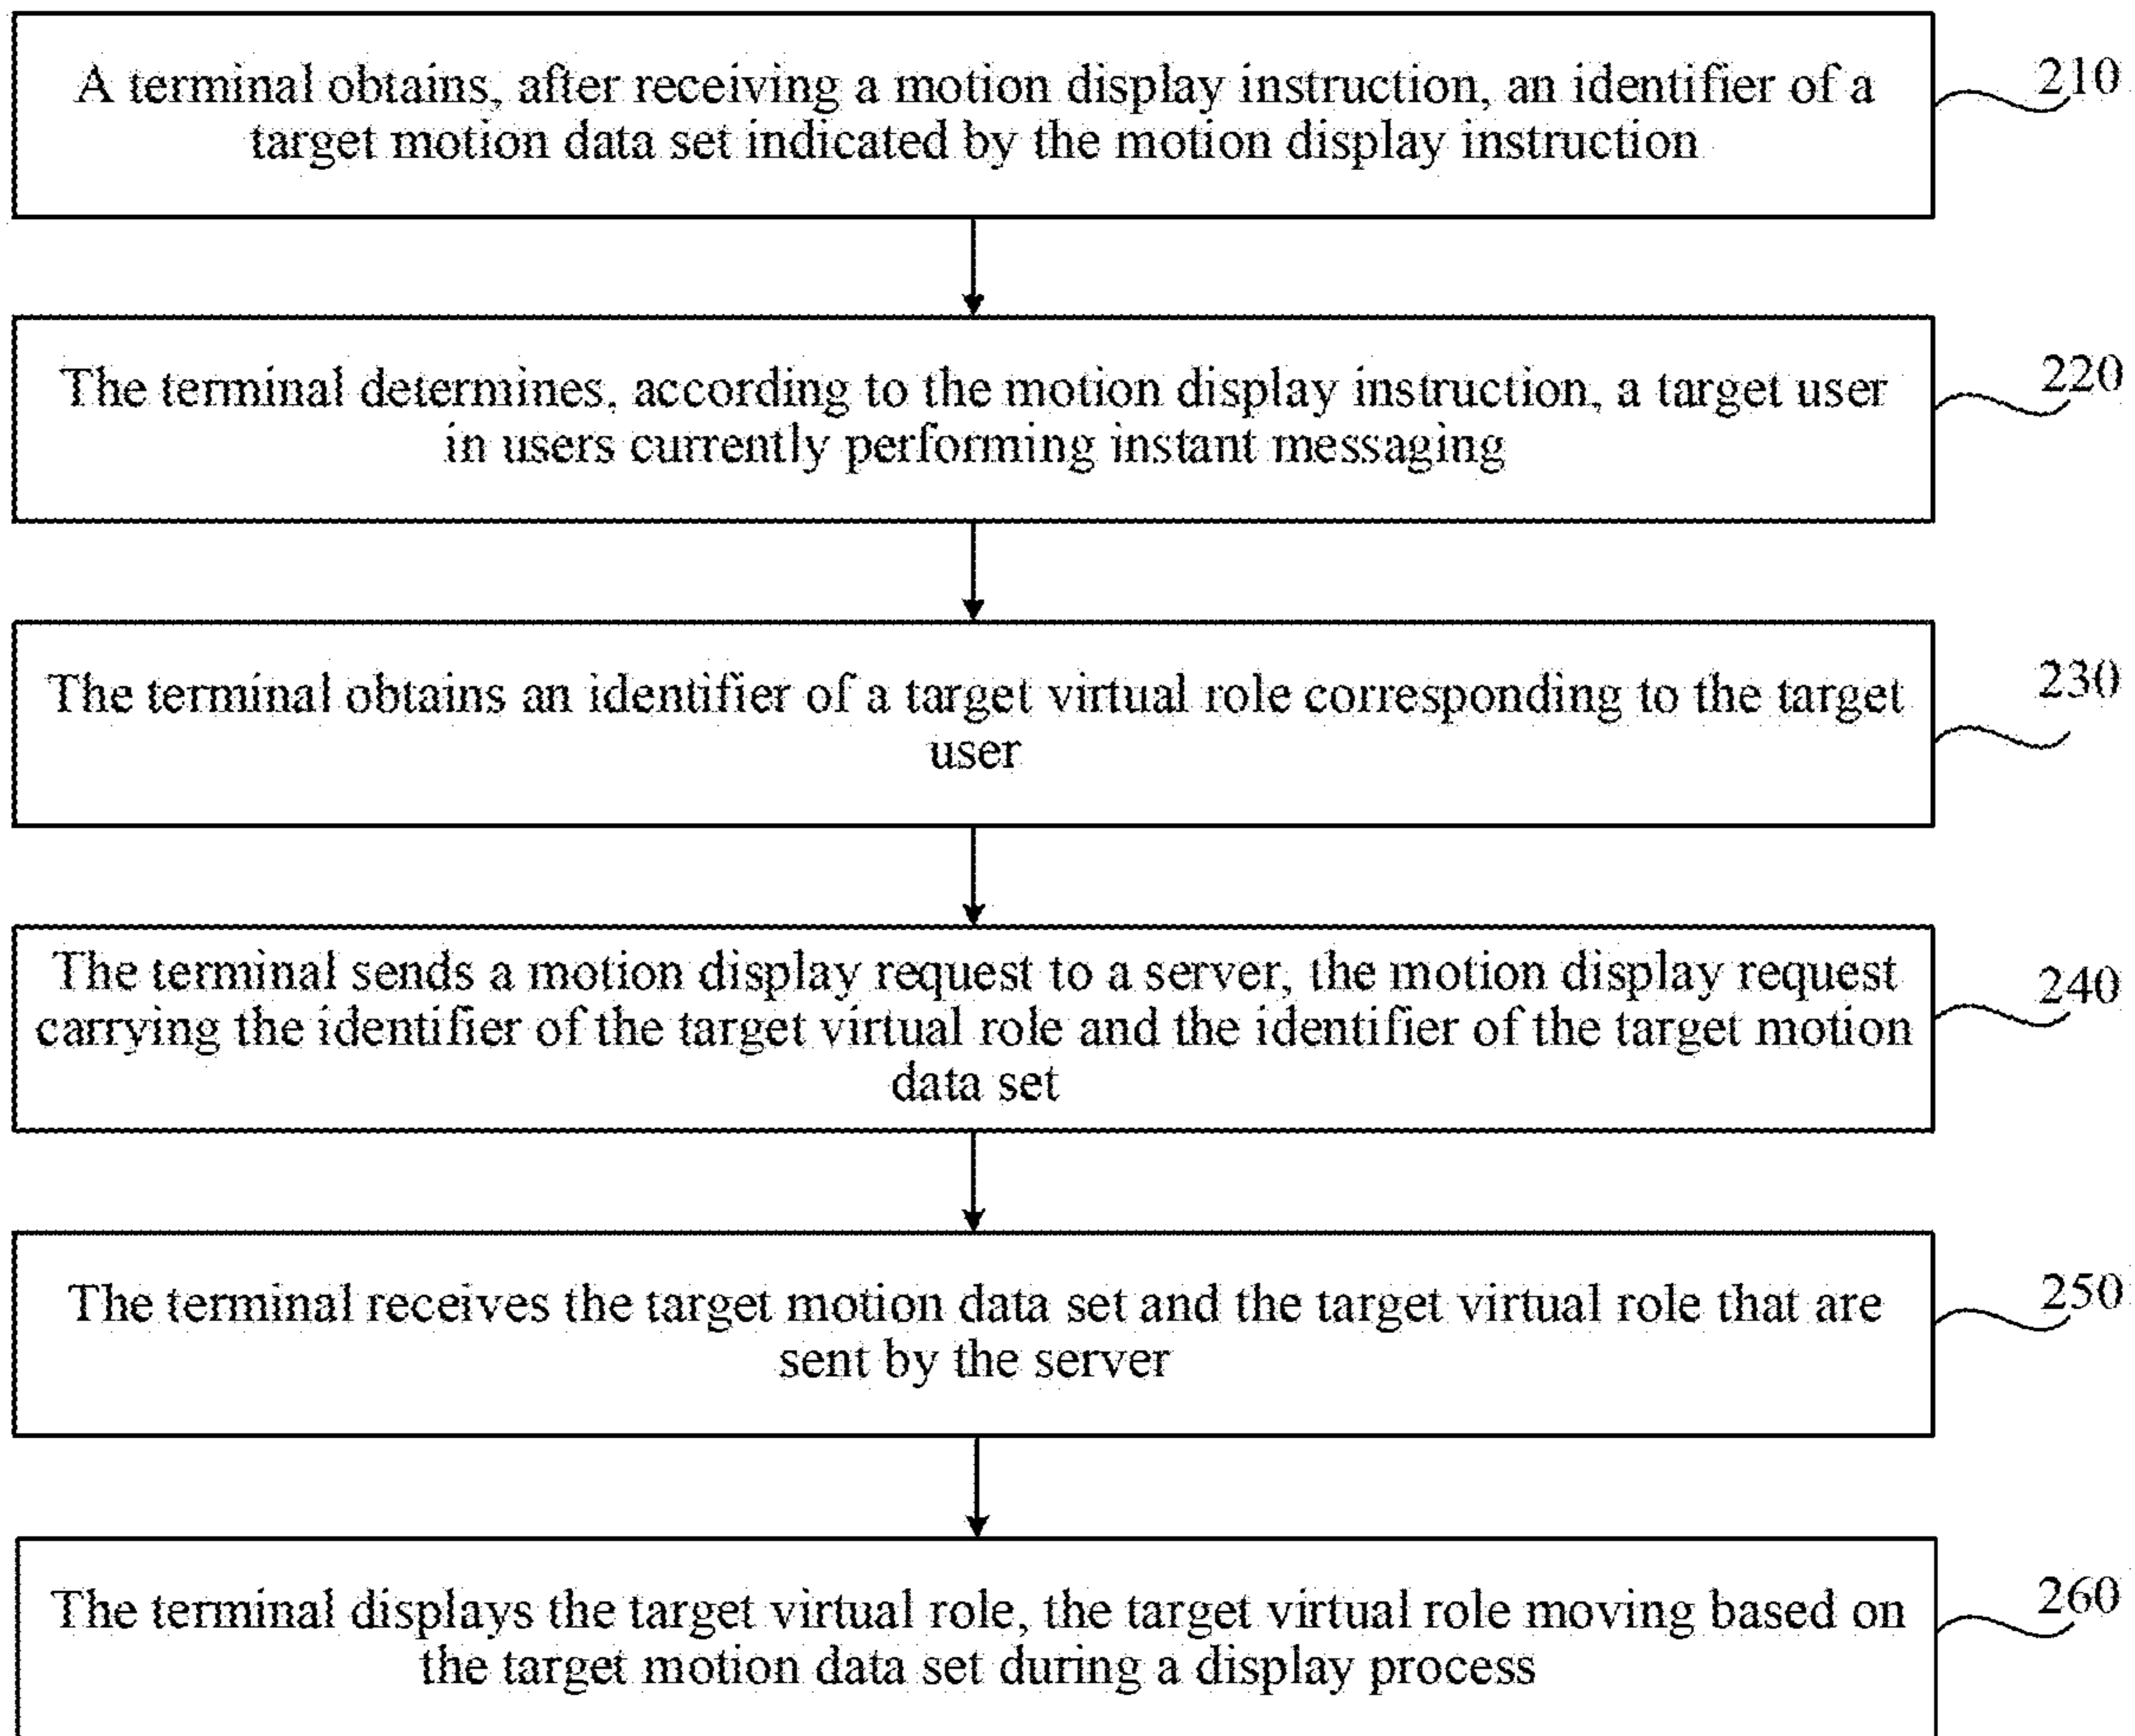 A terminal obtains, after receiving a motion display instruction, an identifier of a
target motion data set indicated by the motion display instruction
210
The terminal determines, according to the motion display instruction, a target user
in users currently performing instant messaging
220
The terminal obtains an identifier of a target virtual role corresponding to the target
user
230
The terminal sends a motion display request to a server, the motion display request
carrying the identifier of the target virtual role and the identifier of the target motion
data set
240
The terminal receives the target motion data set and the target virtual role that are
sent by the server
250
The terminal displays the target virtual role, the target virtual role moving based on
the target motion data set during a display process
260